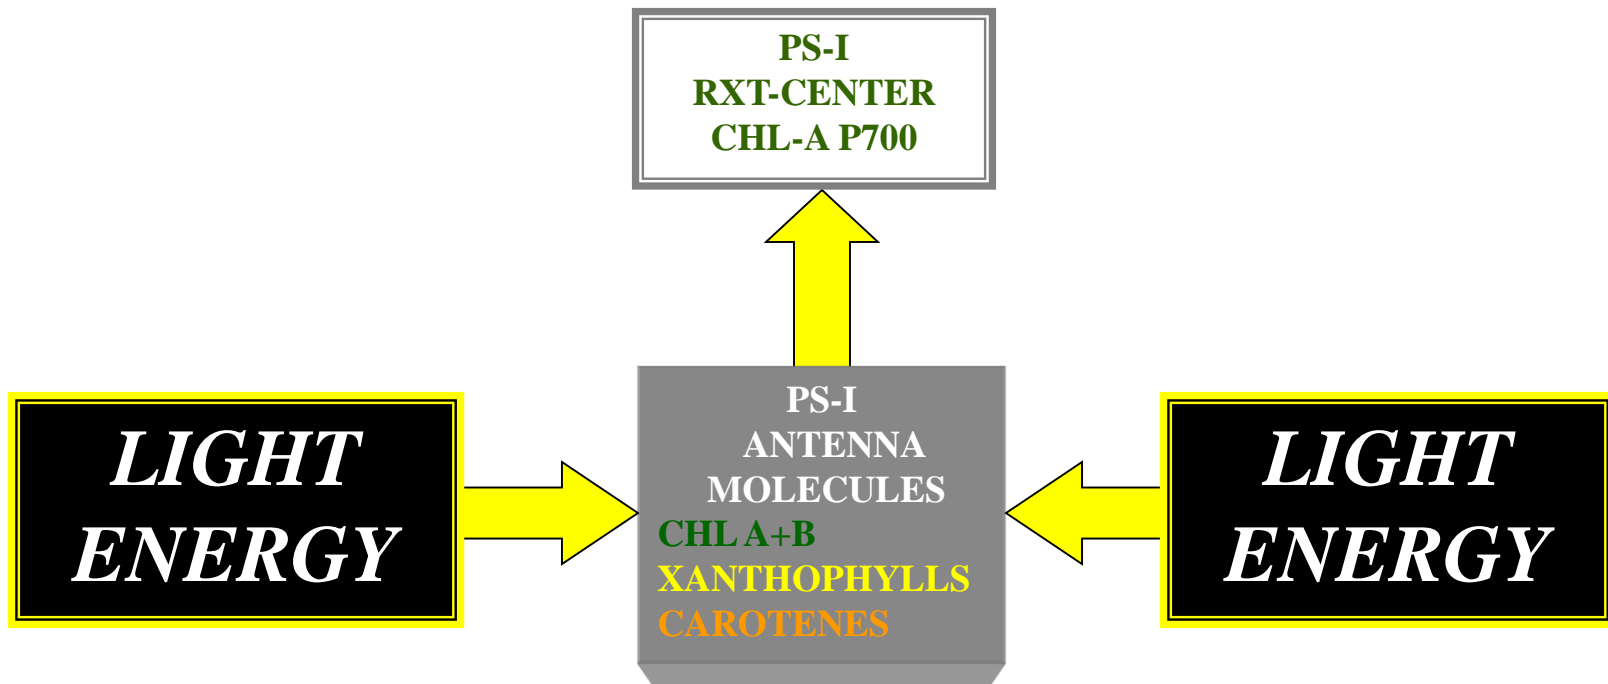 PS-I
RXT-CENTER
CHL-A P700
LIGHT
ENERGY
PS-I
ANTENNA
MOLECULES
CHL A+B
XANTHOPHYLLS
CAROTENES
LIGHT
ENERGY